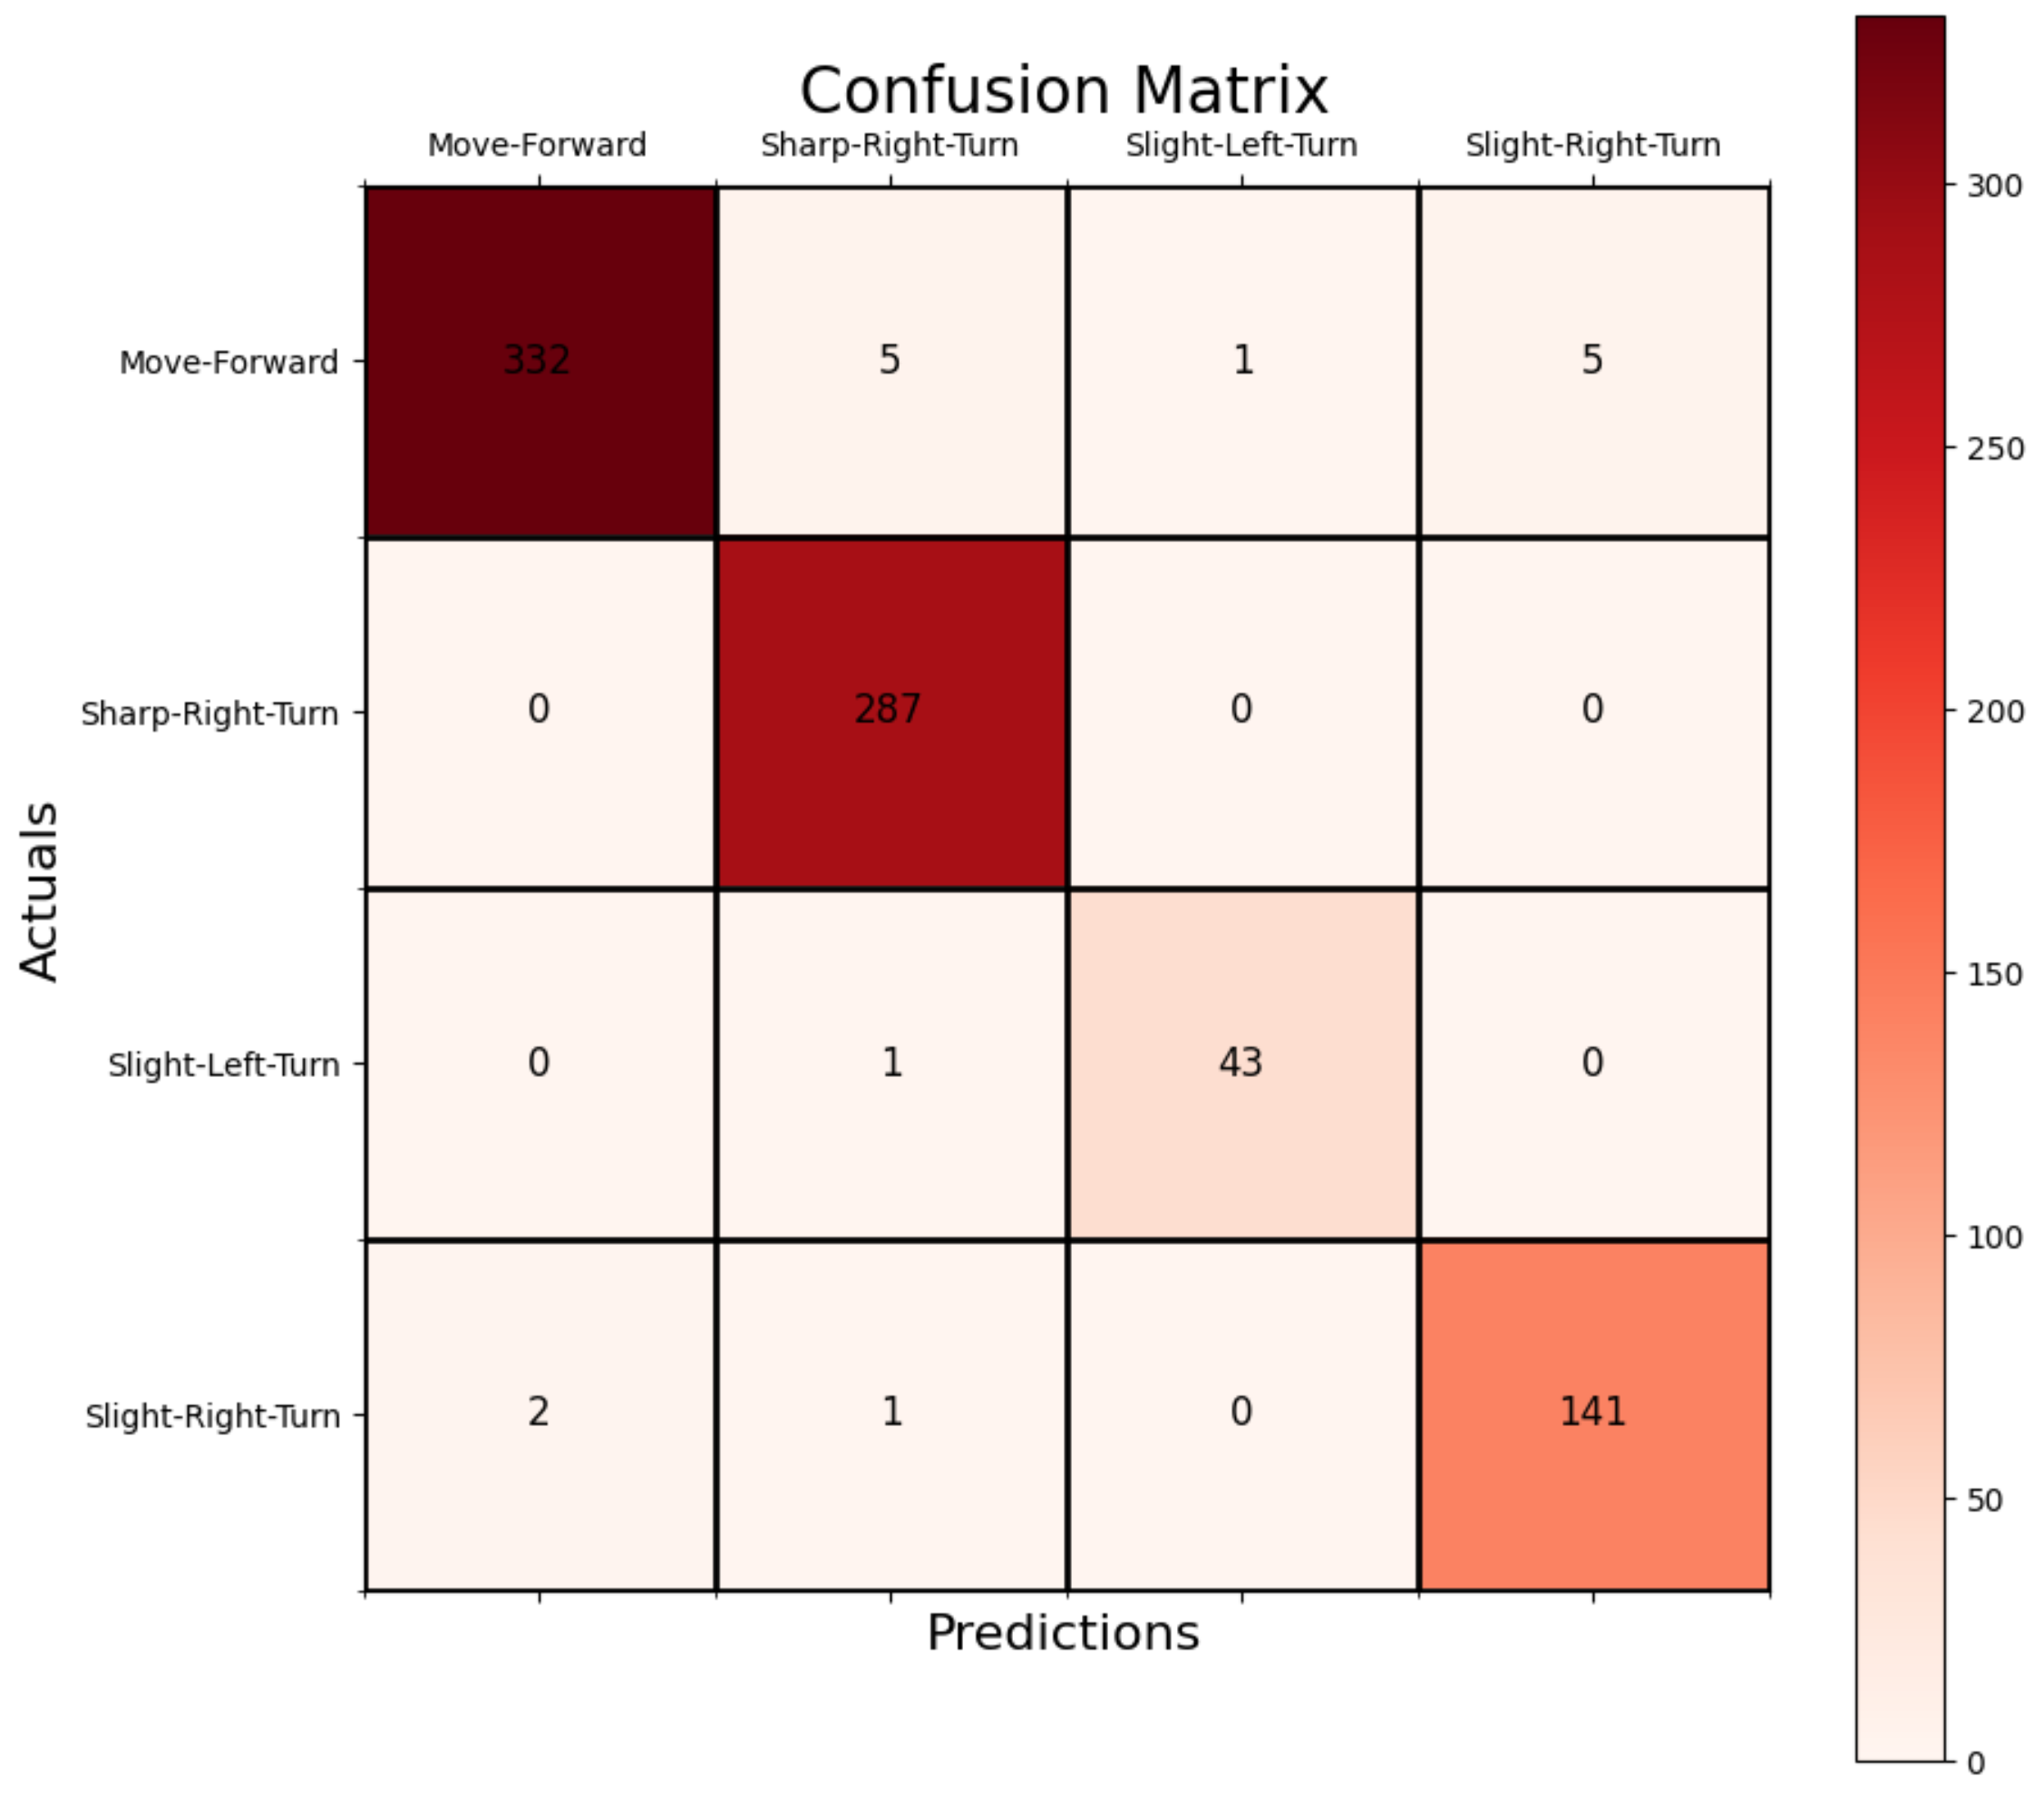 Confusion Matrix
Move-Forward Sharp-Right-Turn Slight-Left-Turn Slight-Right-Turn
Move-Forward 332 5 1 5
Sharp-Right-Turn 0 287 0 0
Slight-Left-Turn 0 1 43 0
Slight-Right-Turn 2 1 0 141
Actuals
Predictions
300
250
200
150
100
50
0